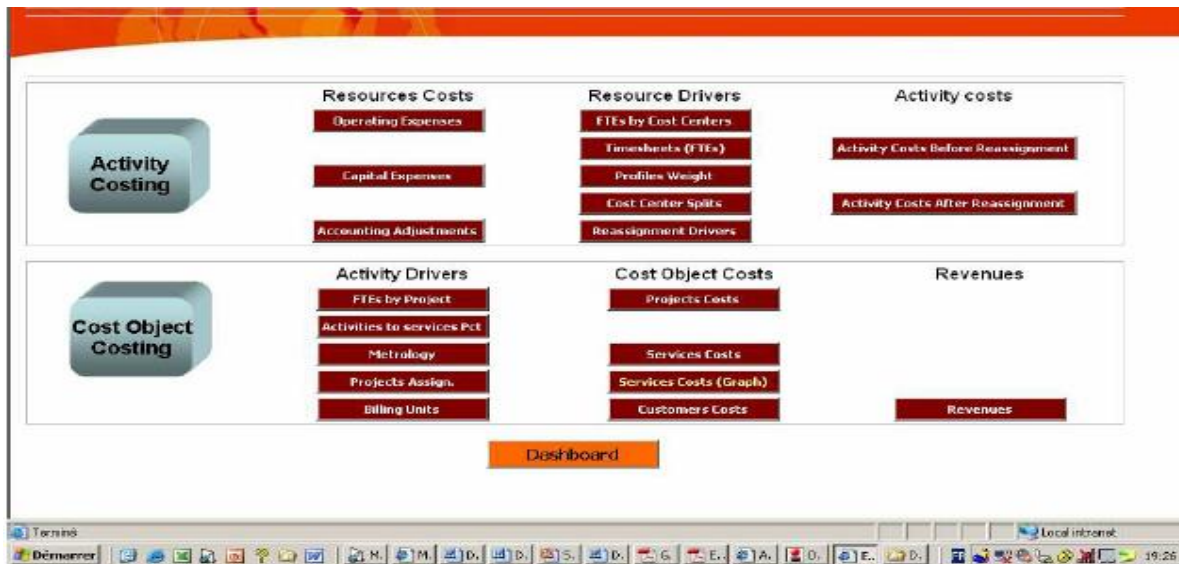 Resources Costs Resource Drivers Activity costs
Operating Expenses FTEs by Cost Centers
Timesheets (FTEs) Activity Costs Before Reassignment
Activity Costing
Capital Expenses Profiles Weight
Cost Center Splits Activity Costs After Reassignment
Accounting Adjustments Reassignment Drivers
Activity Drivers Cost Object Costs Revenues
FTEs by Project Projects Costs
Activities to services Pct
Cost Object Costing
Metrology Services Costs
Projects Assign. Services Costs (Graph)
Billing Units Customers Costs Revenues
Dashboard
Terminé Local intranet
Démarrer N. M. D. D. S. D. G. E. A. O. E.. D. 19:26